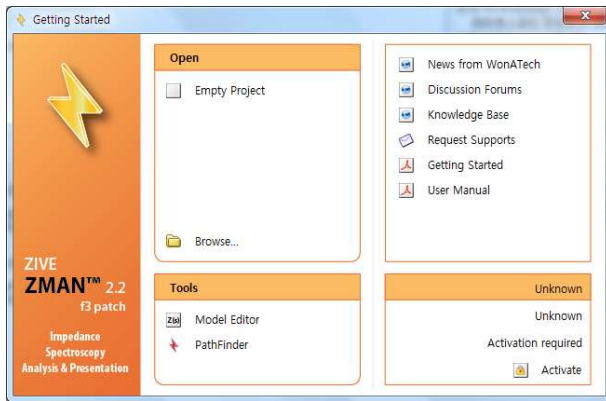 Getting Started
Open
Empty Project
Browse...
News from WonATech
Discussion Forums
Knowledge Base
Request Supports
Getting Started
User Manual
ZIVE
ZMAN™ 2.2
f3 patch
Impedance
Spectroscopy
Analysis & Presentation
Tools
Z(s)
Model Editor
PathFinder
Unknown
Unknown
Activation required
Activate